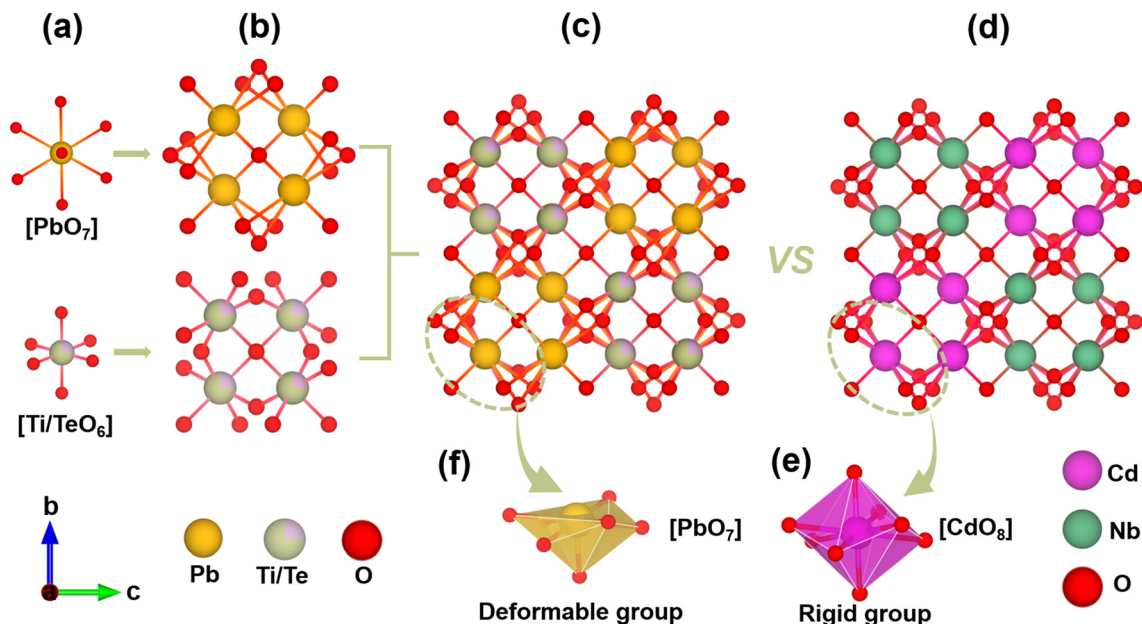 (a)
(b)
(c)
(d)
[PbO₇]
VS
[Ti/TeO₆]
(f)
(e)
b
a
c
Pb
Ti/Te
O
[PbO₇]
Deformable group
[CdO₈]
Rigid group
Cd
Nb
O